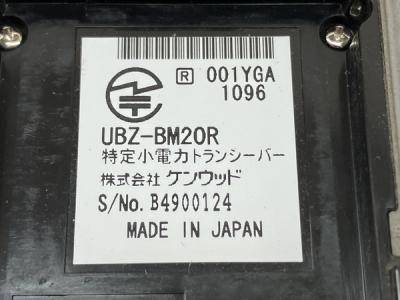 R 001YGA
1096
UBZ-BM20R
特定小電力トランシーバー
株式会社 ケンウッド
S/No. B4900124
MADE IN JAPAN